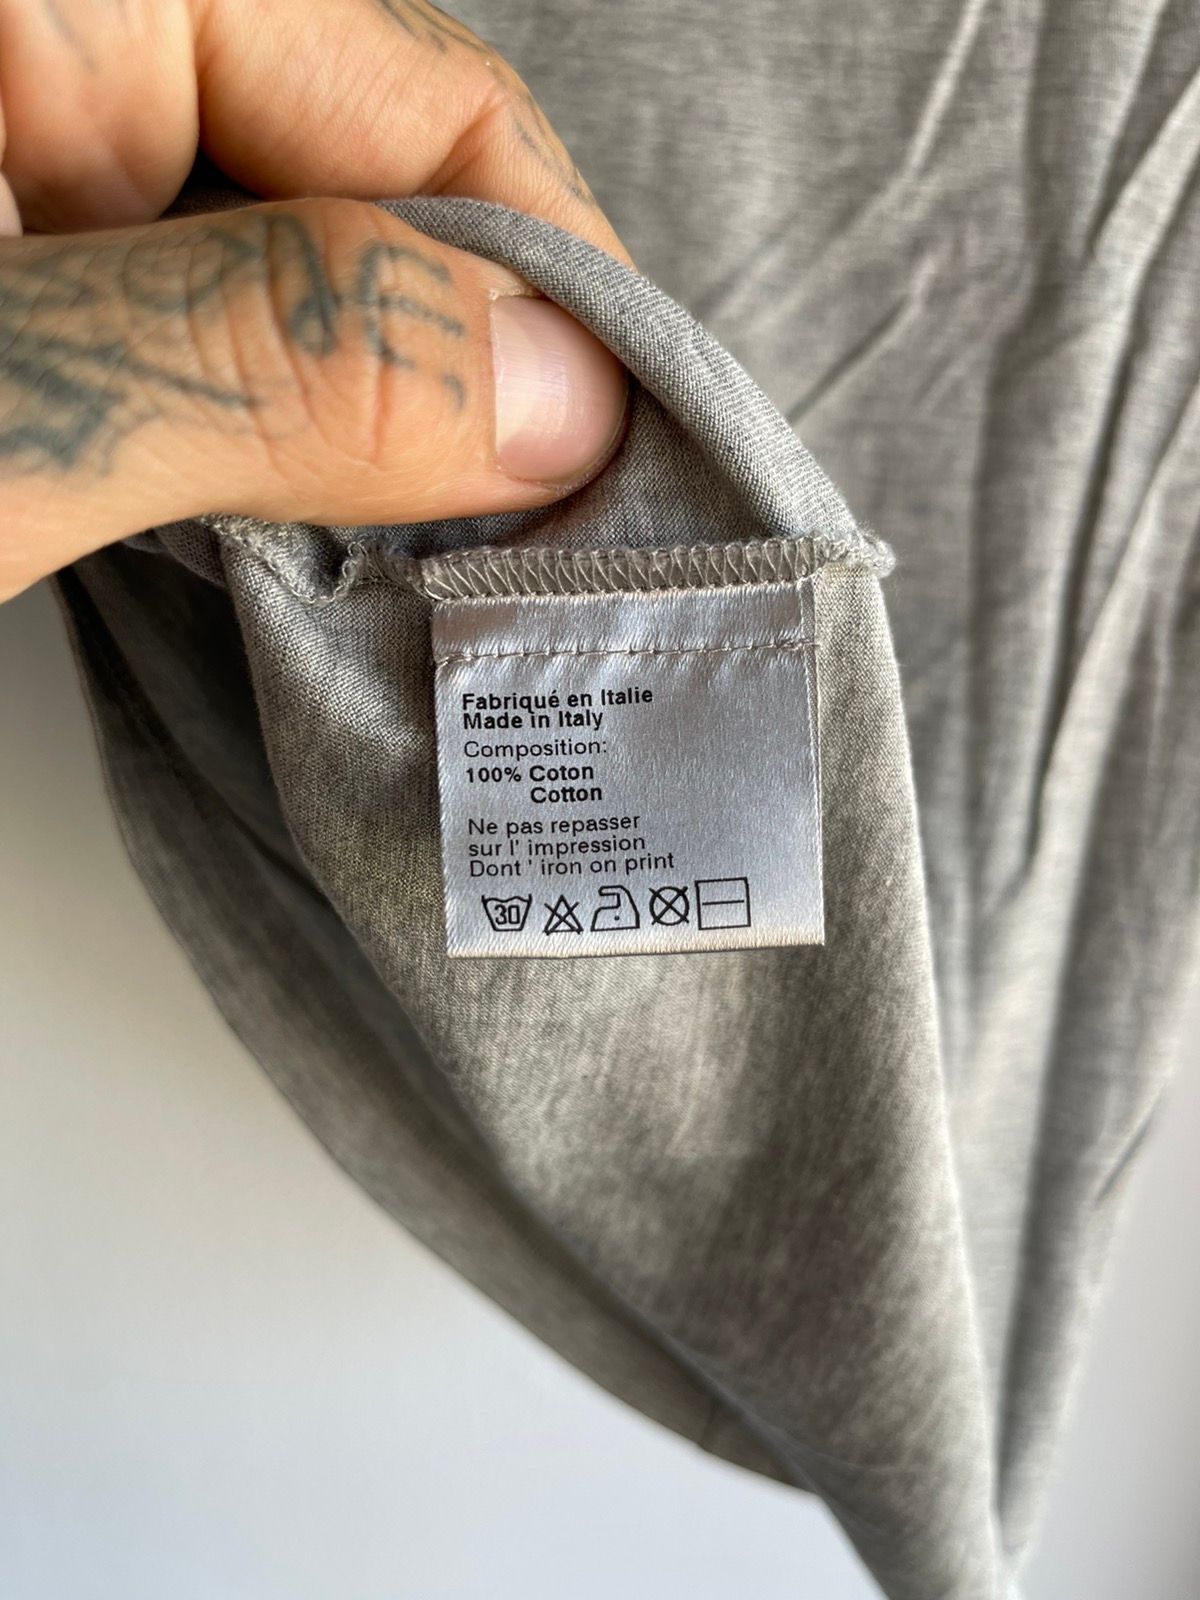 Fabriqué en Italie
Made in Italy
Composition:
100% Coton
Cotton
Ne pas repasser
sur l' impression
Dont ' iron on print
30